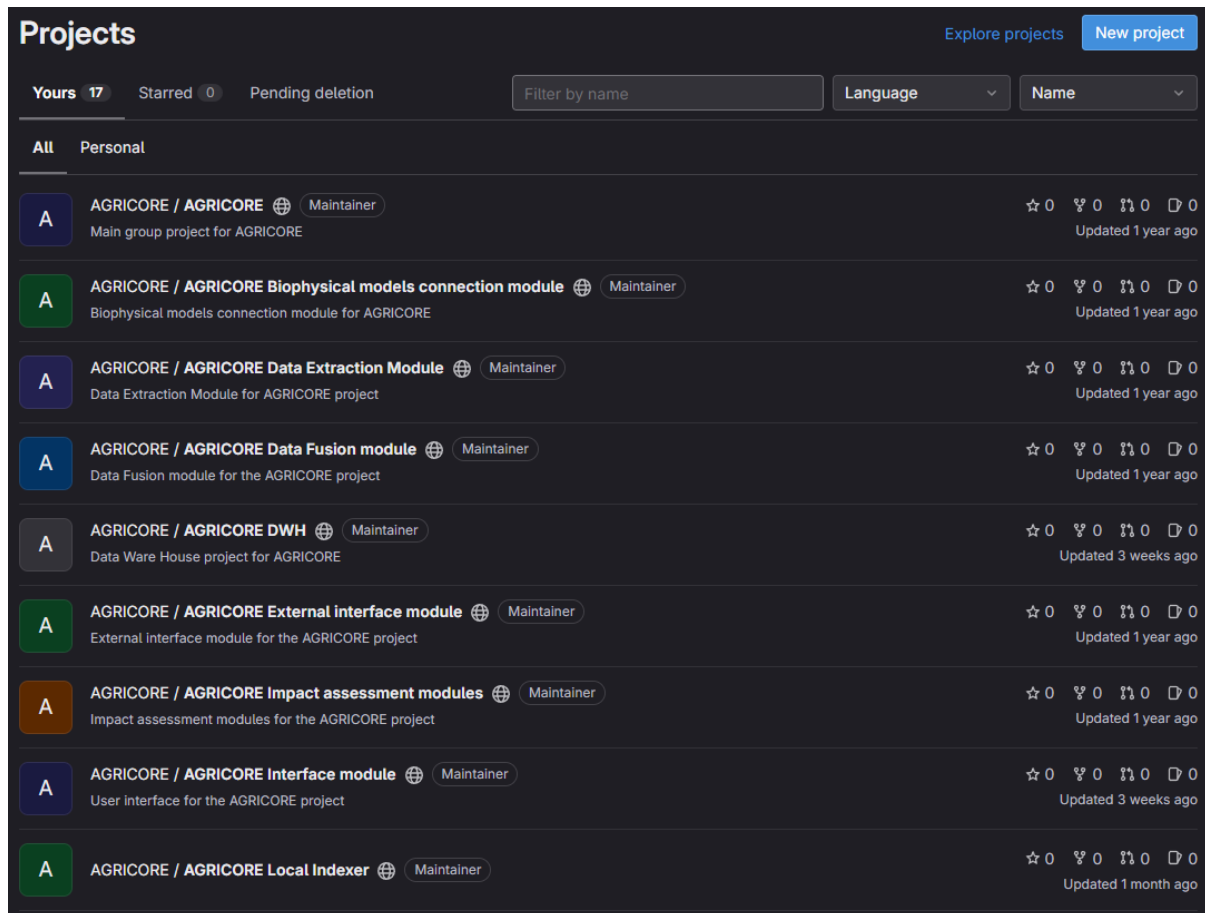 Projects
Explore projects
New project
Yours 17
Starred 0
Pending deletion
Filter by name
Language
Name
All
Personal
A
AGRICORE / AGRICORE
Maintainer
0 0 0 0
Main group project for AGRICORE
Updated 1 year ago
A
AGRICORE / AGRICORE Biophysical models connection module
Maintainer
0 0 0 0
Biophysical models connection module for AGRICORE
Updated 1 year ago
A
AGRICORE / AGRICORE Data Extraction Module
Maintainer
0 0 0 0
Data Extraction Module for AGRICORE project
Updated 1 year ago
A
AGRICORE / AGRICORE Data Fusion module
Maintainer
0 0 0 0
Data Fusion module for the AGRICORE project
Updated 1 year ago
A
AGRICORE / AGRICORE DWH
Maintainer
0 0 0 0
Data Ware House project for AGRICORE
Updated 3 weeks ago
A
AGRICORE / AGRICORE External interface module
Maintainer
0 0 0 0
External interface module for the AGRICORE project
Updated 1 year ago
A
AGRICORE / AGRICORE Impact assessment modules
Maintainer
0 0 0 0
Impact assessment modules for the AGRICORE project
Updated 1 year ago
A
AGRICORE / AGRICORE Interface module
Maintainer
0 0 0 0
User interface for the AGRICORE project
Updated 3 weeks ago
A
AGRICORE / AGRICORE Local Indexer
Maintainer
0 0 0 0
Updated 1 month ago